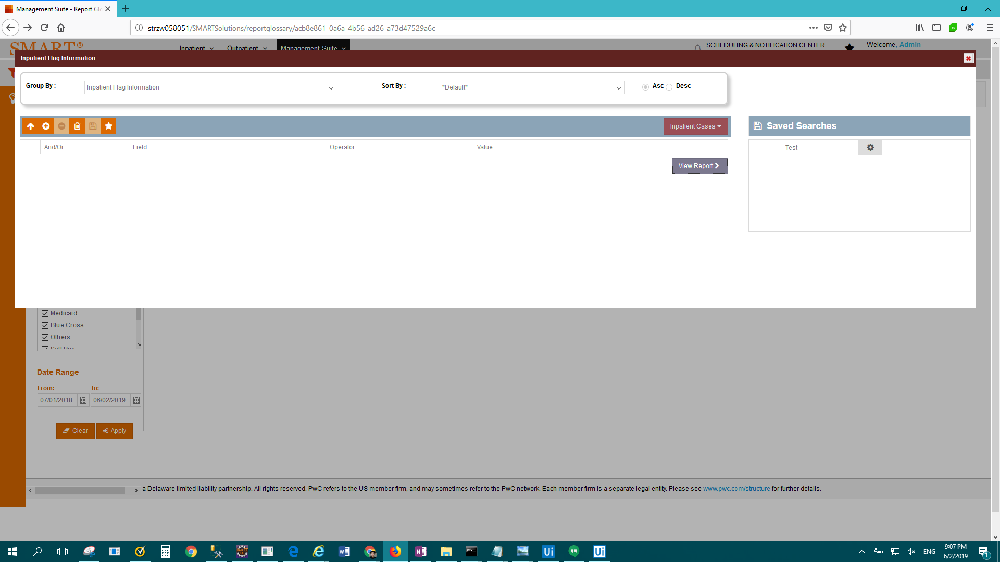 Management Suite - Report Glo
strzw058051/SMARTSolutions/reportglossary/acb8e861-0a6a-4b56-ad26-a73d47529a6c
SMART®
Inpatient Outpatient Management Suite
SCHEDULING & NOTIFICATION CENTER
Welcome, Admin
Inpatient Flag Information
Group By : Inpatient Flag Information Sort By : *Default* Asc Desc
Inpatient Cases
Saved Searches
And/Or Field Operator Value
Test
View Report
Medicaid
Blue Cross
Others
Self Pay
Date Range
From: To:
07/01/2018 06/02/2019
Clear Apply
a Delaware limited liability partnership. All rights reserved. PwC refers to the US member firm, and may sometimes refer to the PwC network. Each member firm is a separate legal entity. Please see www.pwc.com/structure for further details.
ENG
9:07 PM
6/2/2019
1